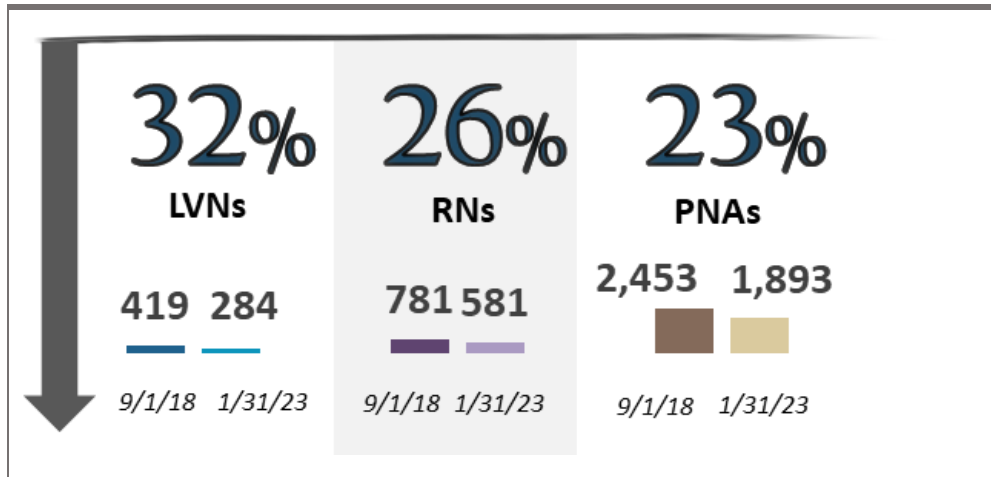 32% 26% 23%
LVNs RNs PNAs
419 284 781 581 2,453 1,893
9/1/18 1/31/23 9/1/18 1/31/23 9/1/18 1/31/23